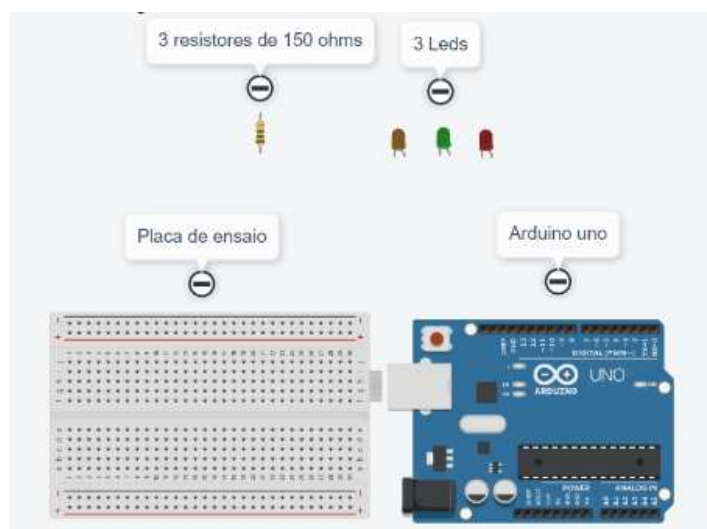 3 resistores de 150 ohms
3 Leds
Placa de ensaio
Arduino uno
DIGITAL (PWM~)
UNO
ARDUINO
POWER
ANALOG IN